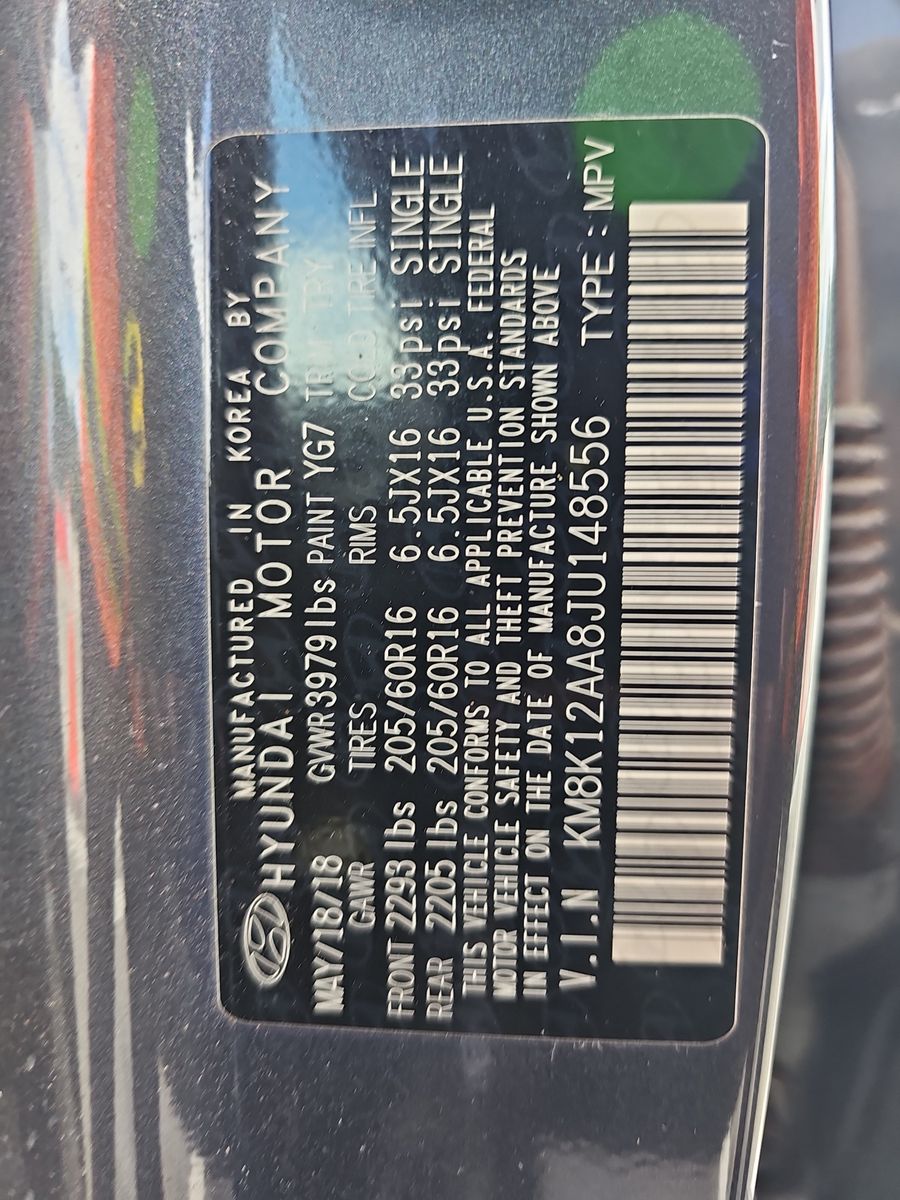 MANUFACTURED IN KOREA BY
HYUNDAI MOTOR COMPANY
MAY/18/18 GVWR3979lbs PAINT YG7 TRIM TRY
GAWR TIRES RIMS COLD TIRE INFL
FRONT 2293 lbs 205/60R16 6.5JX16 33psi SINGLE
REAR 2205 lbs 205/60R16 6.5JX16 33psi SINGLE
THIS VEHICLE CONFORMS TO ALL APPLICABLE U.S.A. FEDERAL
MOTOR VEHICLE SAFETY AND THEFT PREVENTION STANDARDS
IN EFFECT ON THE DATE OF MANUFACTURE SHOWN ABOVE
V.I.N KM8K12AA8JU148556 TYPE : MPV